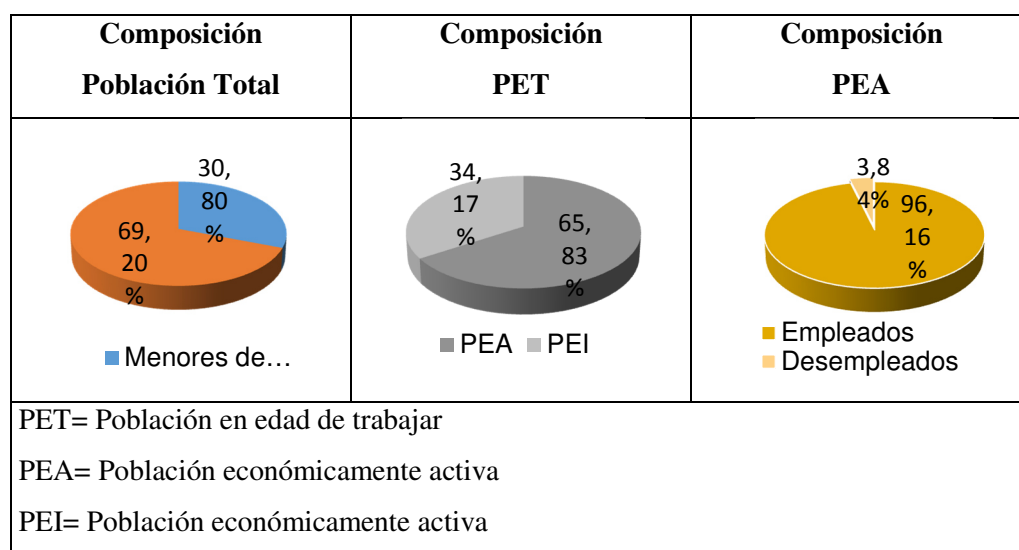 Composición
Población Total
Composición
PET
Composición
PEA
30,
80
%
69,
20
%
Menores de…
34,
17
%
65,
83
%
PEA PEI
3,8
4%
96,
16
%
Empleados
Desempleados
PET= Población en edad de trabajar
PEA= Población económicamente activa
PEI= Población económicamente activa